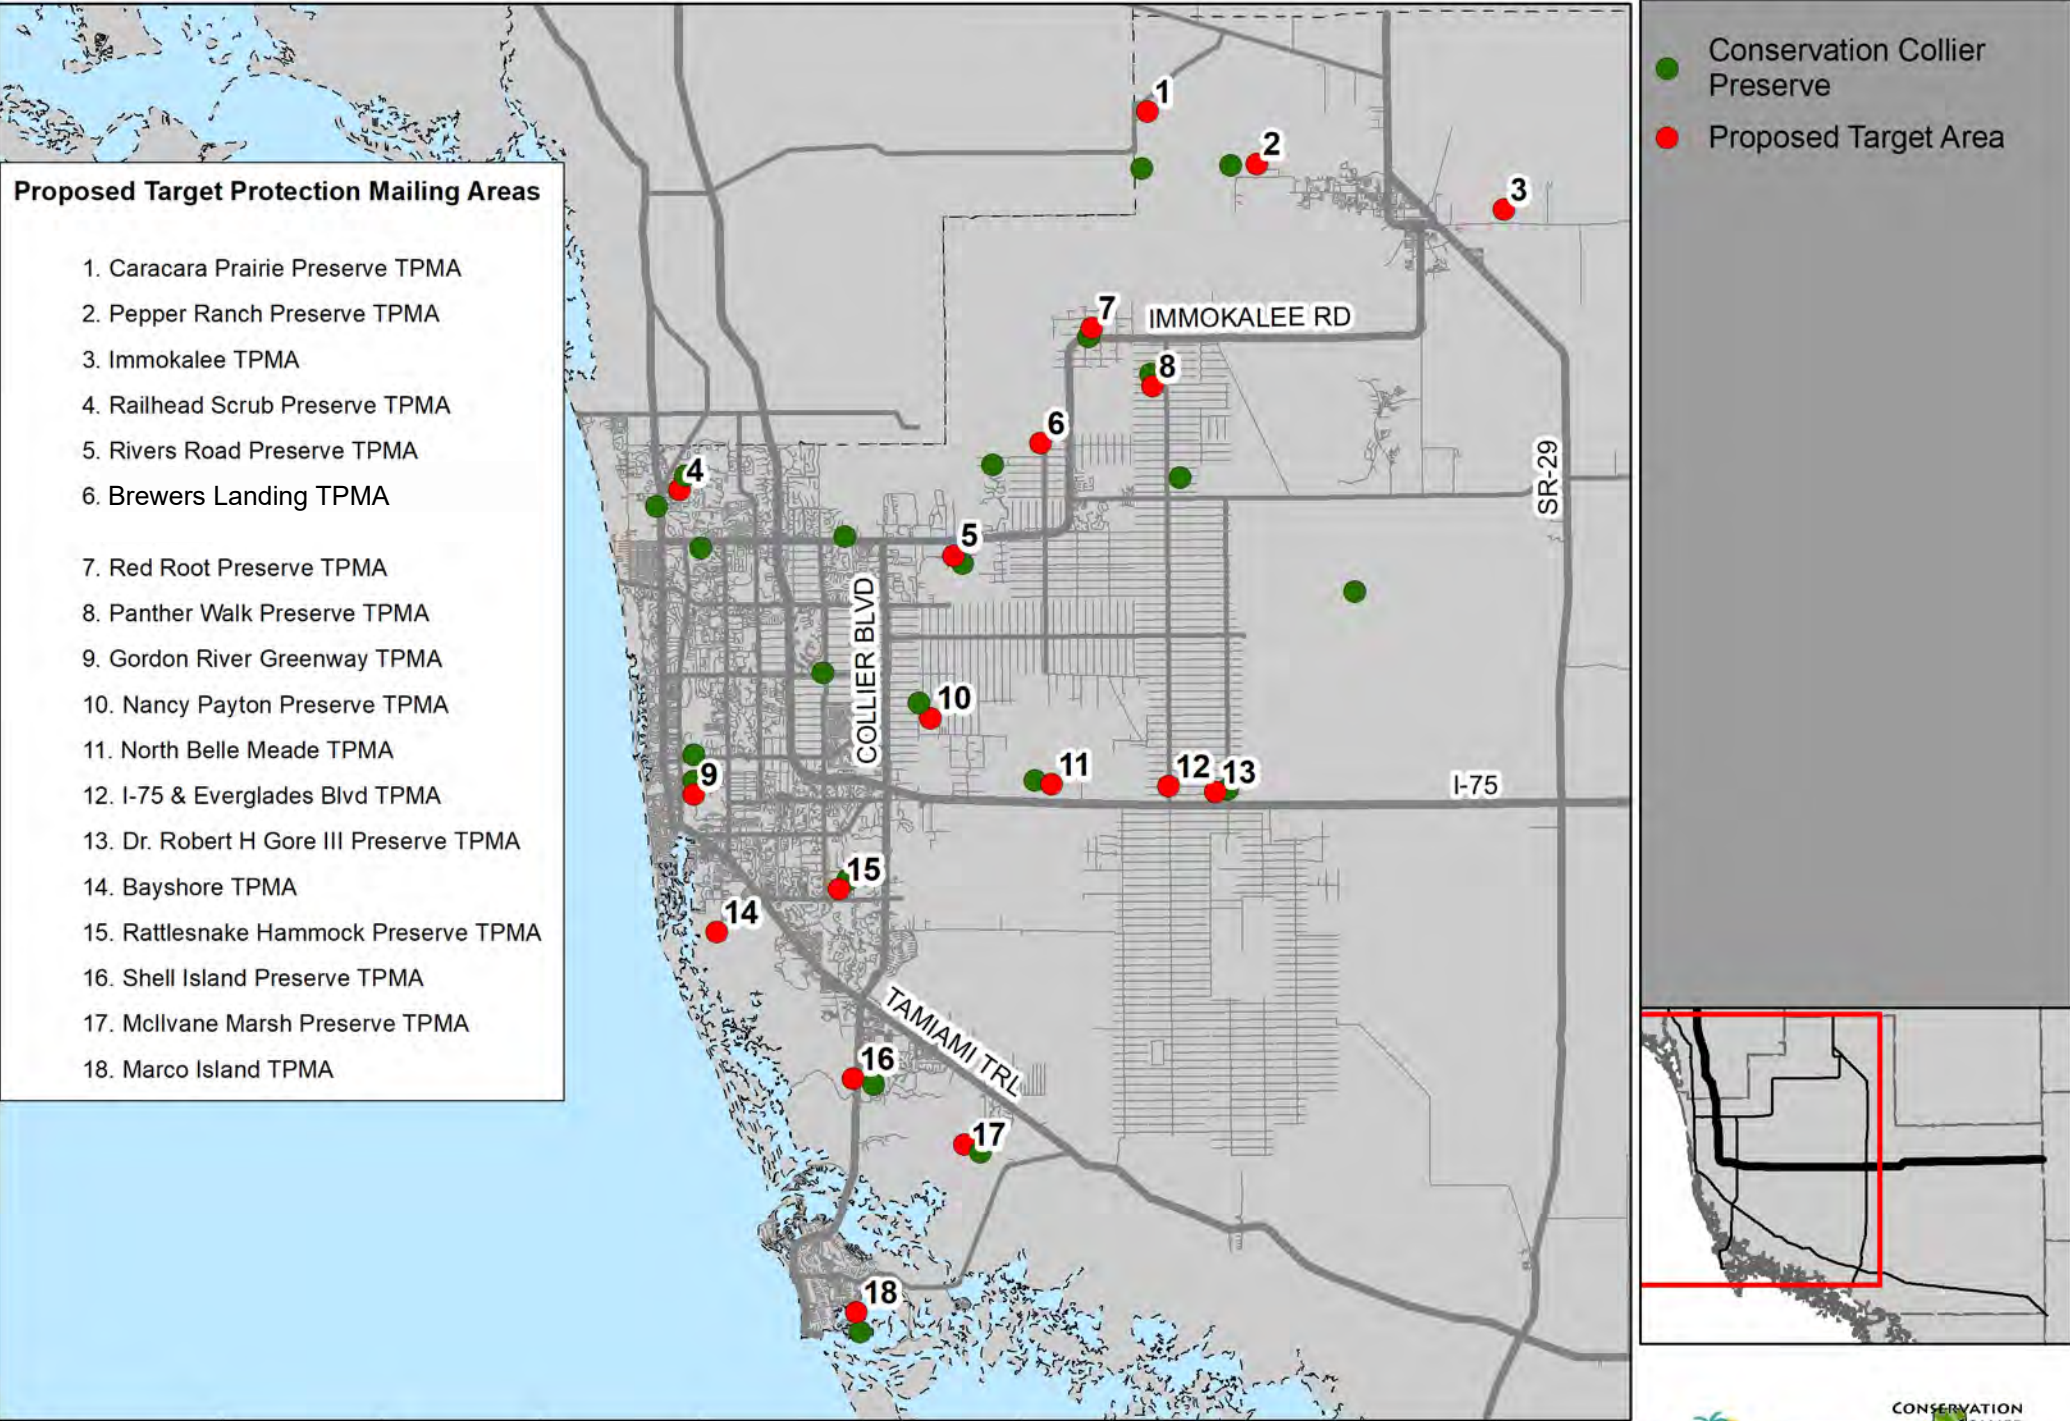 Proposed Target Protection Mailing Areas
1. Caracara Prairie Preserve TPMA
2. Pepper Ranch Preserve TPMA
3. Immokalee TPMA
4. Railhead Scrub Preserve TPMA
5. Rivers Road Preserve TPMA
6. Brewers Landing TPMA
7. Red Root Preserve TPMA
8. Panther Walk Preserve TPMA
9. Gordon River Greenway TPMA
10. Nancy Payton Preserve TPMA
11. North Belle Meade TPMA
12. I-75 & Everglades Blvd TPMA
13. Dr. Robert H Gore III Preserve TPMA
14. Bayshore TPMA
15. Rattlesnake Hammock Preserve TPMA
16. Shell Island Preserve TPMA
17. McIlvane Marsh Preserve TPMA
18. Marco Island TPMA
1
2
3
7
IMMOKALEE RD
8
6
4
SR-29
5
COLLIER BLVD
10
11
12
13
9
I-75
15
14
TAMIAMI TRL
16
17
18
Conservation Collier
Preserve
Proposed Target Area
CONSERVATION